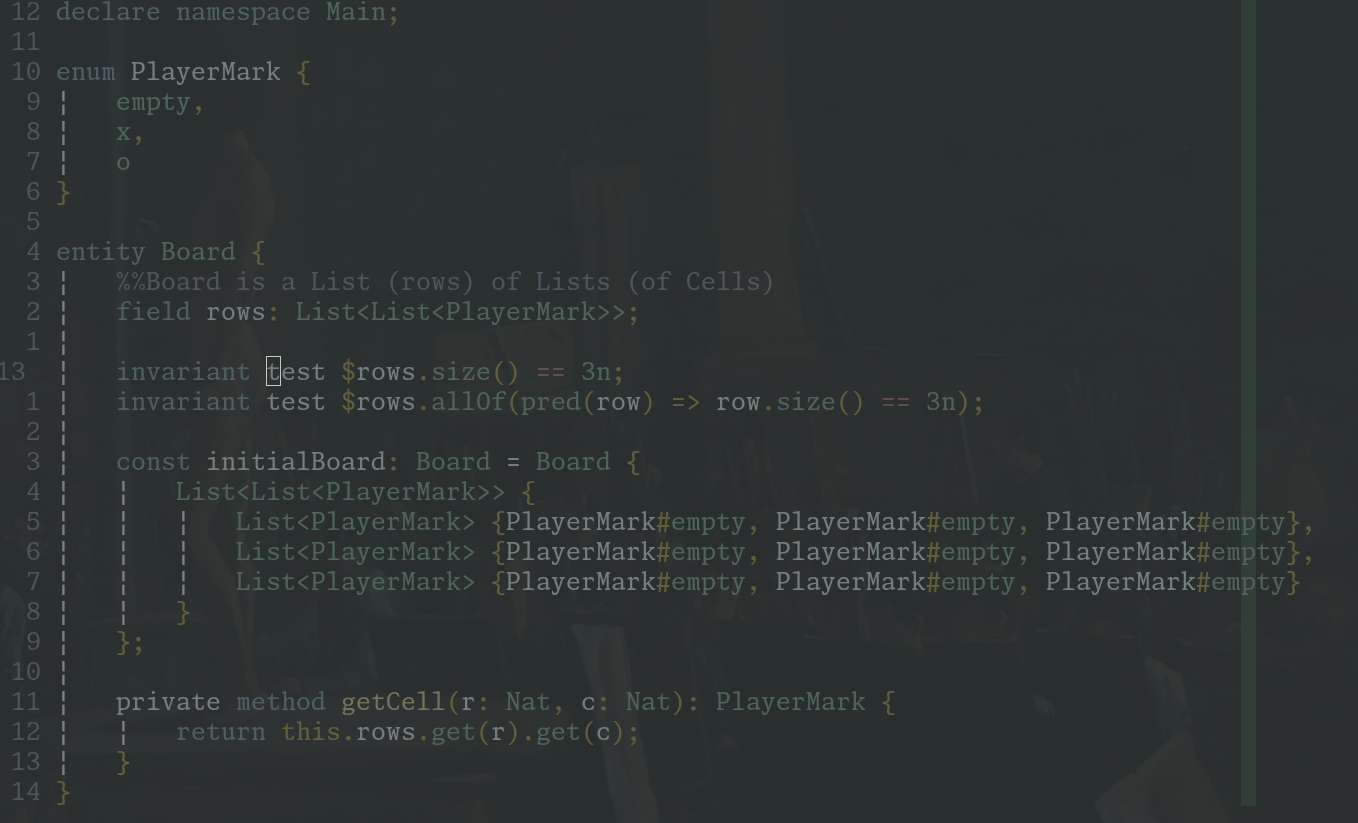 12 declare namespace Main;
11
10 enum PlayerMark {
9 empty,
8 x,
7 o
6 }
5
4 entity Board {
3 %%Board is a List (rows) of Lists (of Cells)
2 field rows: List<List<PlayerMark>>;
1
13 invariant test $rows.size() == 3n;
1 invariant test $rows.allOf(pred(row) => row.size() == 3n);
2
3 const initialBoard: Board = Board {
4 List<List<PlayerMark>> {
5 List<PlayerMark> {PlayerMark#empty, PlayerMark#empty, PlayerMark#empty},
6 List<PlayerMark> {PlayerMark#empty, PlayerMark#empty, PlayerMark#empty},
7 List<PlayerMark> {PlayerMark#empty, PlayerMark#empty, PlayerMark#empty}
8 }
9 };
10
11 private method getCell(r: Nat, c: Nat): PlayerMark {
12 return this.rows.get(r).get(c);
13 }
14 }